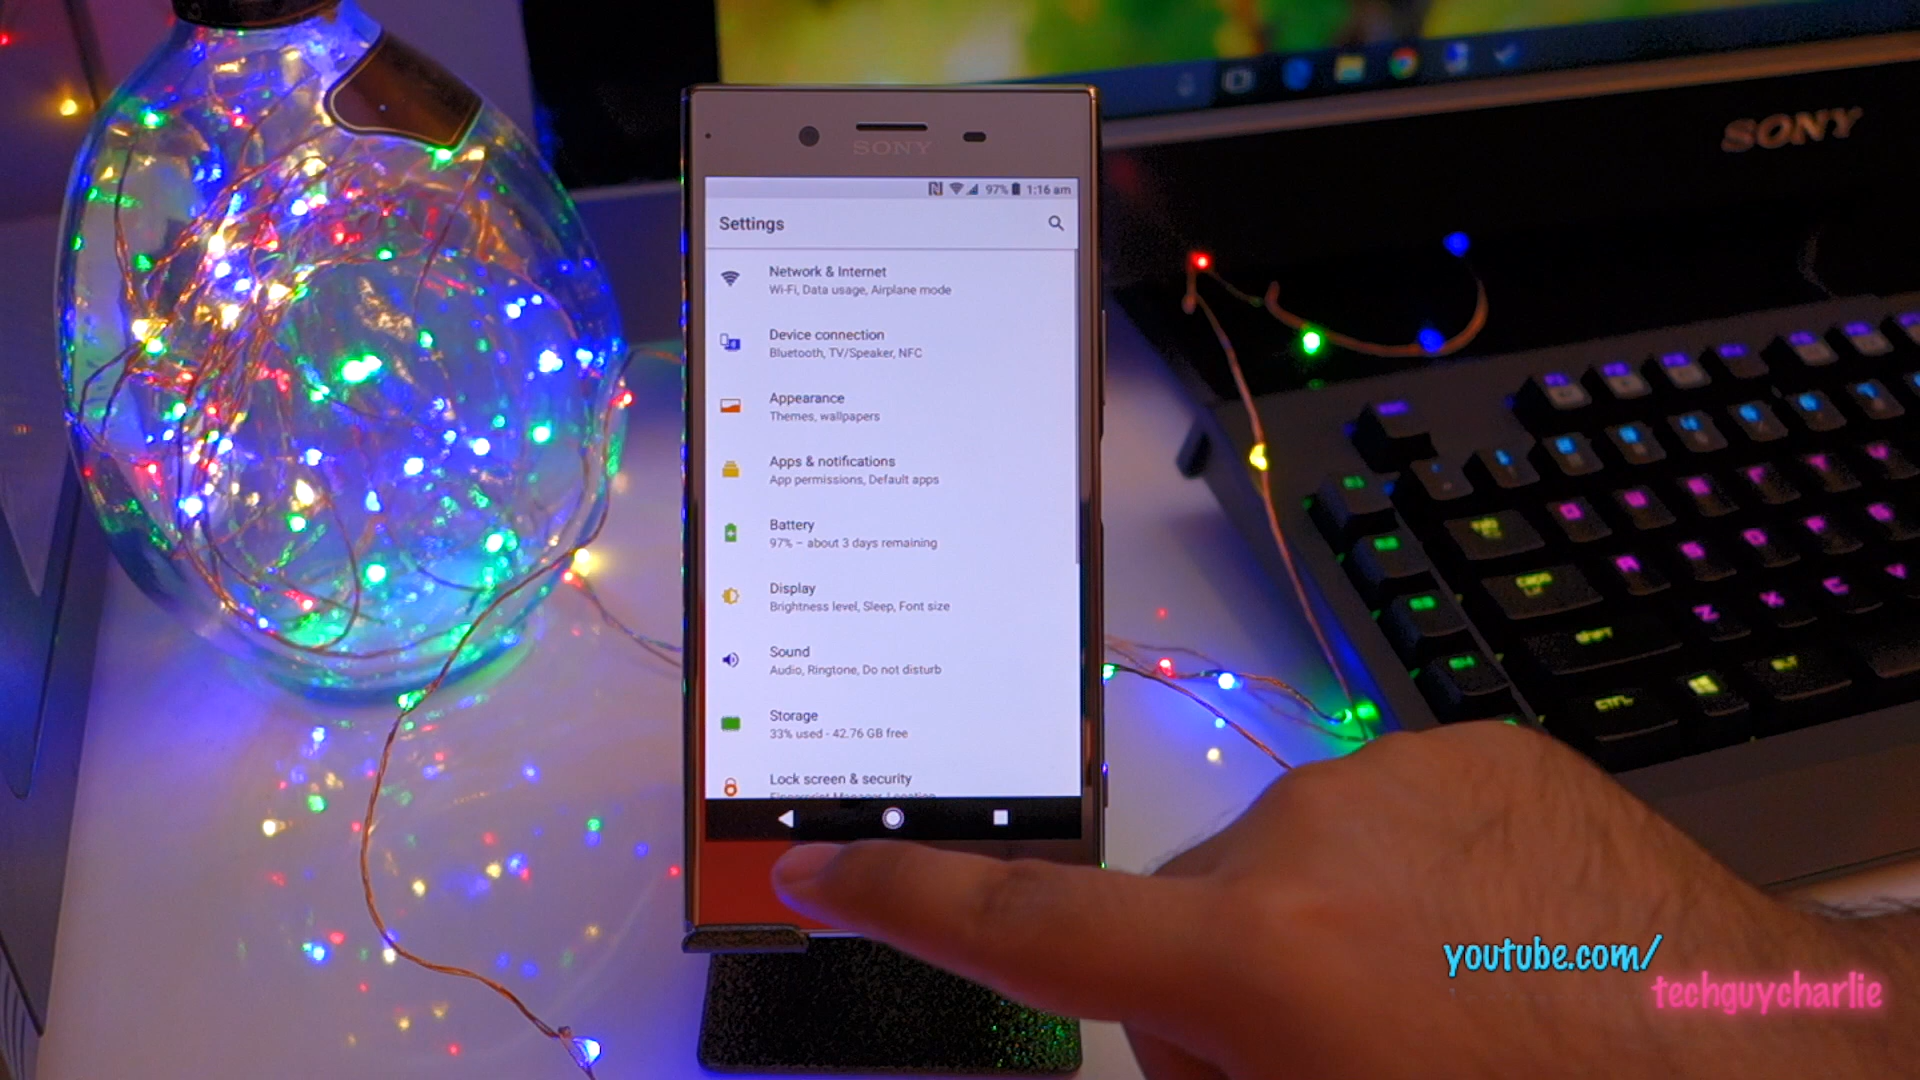 SONY
SONY
97% 1:16 am
Settings
Network & Internet
Wi-Fi, Data usage, Airplane mode
Device connection
Bluetooth, TV/Speaker, NFC
Appearance
Themes, wallpapers
Apps & notifications
App permissions, Default apps
Battery
97% – about 3 days remaining
Display
Brightness level, Sleep, Font size
Sound
Audio, Ringtone, Do not disturb
Storage
33% used - 42.76 GB free
Lock screen & security
Fingerprint Manager, Location
Q W E R T Y
A S D F G
Z X C V
youtube.com/
techguycharlie